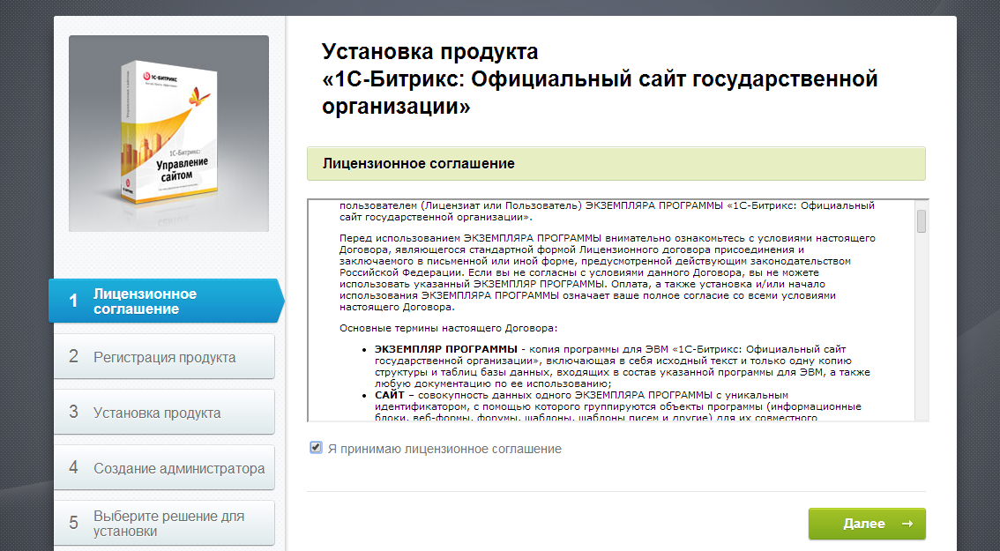 1С-БИТРИКС
1С-Битрикс:
Управление
сайтом
1 Лицензионное
соглашение
2 Регистрация продукта
3 Установка продукта
4 Создание администратора
5 Выберите решение для
установки
Установка продукта
«1С-Битрикс: Официальный сайт государственной
организации»
Лицензионное соглашение
пользователем (Лицензиат или Пользователь) ЭКЗЕМПЛЯРА ПРОГРАММЫ «1С-Битрикс: Официальный
сайт государственной организации».
Перед использованием ЭКЗЕМПЛЯРА ПРОГРАММЫ внимательно ознакомьтесь с условиями настоящего
Договора, являющегося стандартной формой Лицензионного договора присоединения и
заключаемого в письменной или иной форме, предусмотренной действующим законодательством
Российской Федерации. Если вы не согласны с условиями данного Договора, вы не можете
использовать указанный ЭКЗЕМПЛЯР ПРОГРАММЫ. Оплата, а также установка и/или начало
использования ЭКЗЕМПЛЯРА ПРОГРАММЫ означает ваше полное согласие со всеми условиями
настоящего Договора.
Основные термины настоящего Договора:
• ЭКЗЕМПЛЯР ПРОГРАММЫ - копия программы для ЭВМ «1С-Битрикс: Официальный сайт
государственной организации», включающая в себя исходный текст и только одну копию
структуры и таблиц базы данных, входящих в состав указанной программы для ЭВМ, а также
любую документацию по ее использованию;
• САЙТ – совокупность данных одного ЭКЗЕМПЛЯРА ПРОГРАММЫ с уникальным
идентификатором, с помощью которого группируются объекты программы (информационные
блоки, веб-формы, форумы, шаблоны, шаблоны писем и другие) для их совместного
Я принимаю лицензионное соглашение
Далее →